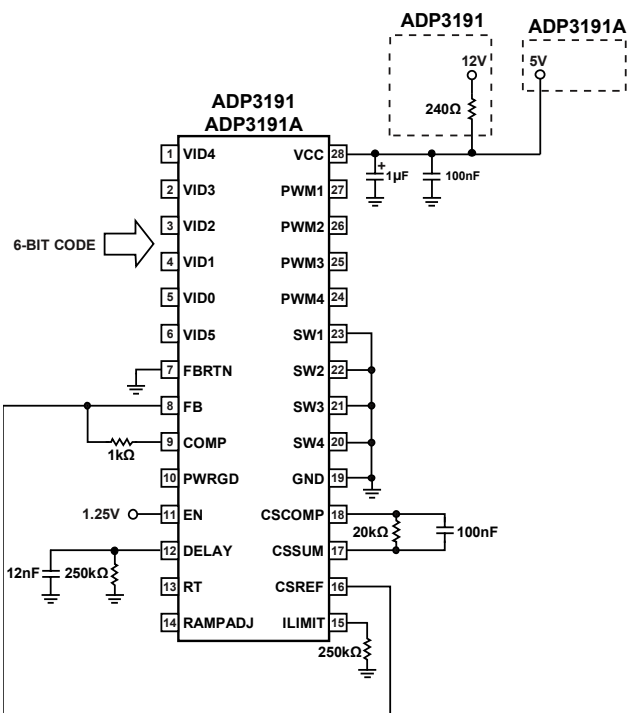 ADP3191
12V
240Ω
ADP3191A
5V
ADP3191
ADP3191A
6-BIT CODE
1 VID4
2 VID3
3 VID2
4 VID1
5 VID0
6 VID5
7 FBRTN
8 FB
9 COMP
10 PWRGD
11 EN
12 DELAY
13 RT
14 RAMPADJ
VCC 28
PWM1 27
PWM2 26
PWM3 25
PWM4 24
SW1 23
SW2 22
SW3 21
SW4 20
GND 19
CSCOMP 18
CSSUM 17
CSREF 16
ILIMIT 15
+
1µF
100nF
1kΩ
1.25V
12nF
250kΩ
20kΩ
100nF
250kΩ